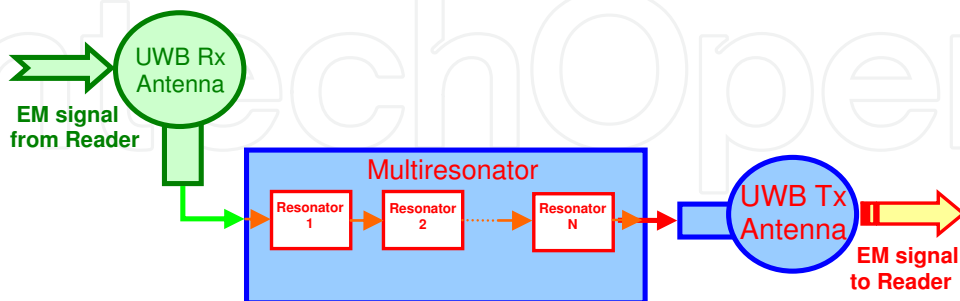 UWB Rx
Antenna
EM signal
from Reader
Multiresonator
Resonator
1
Resonator
2
Resonator
N
UWB Tx
Antenna
EM signal
to Reader
ntechOpen